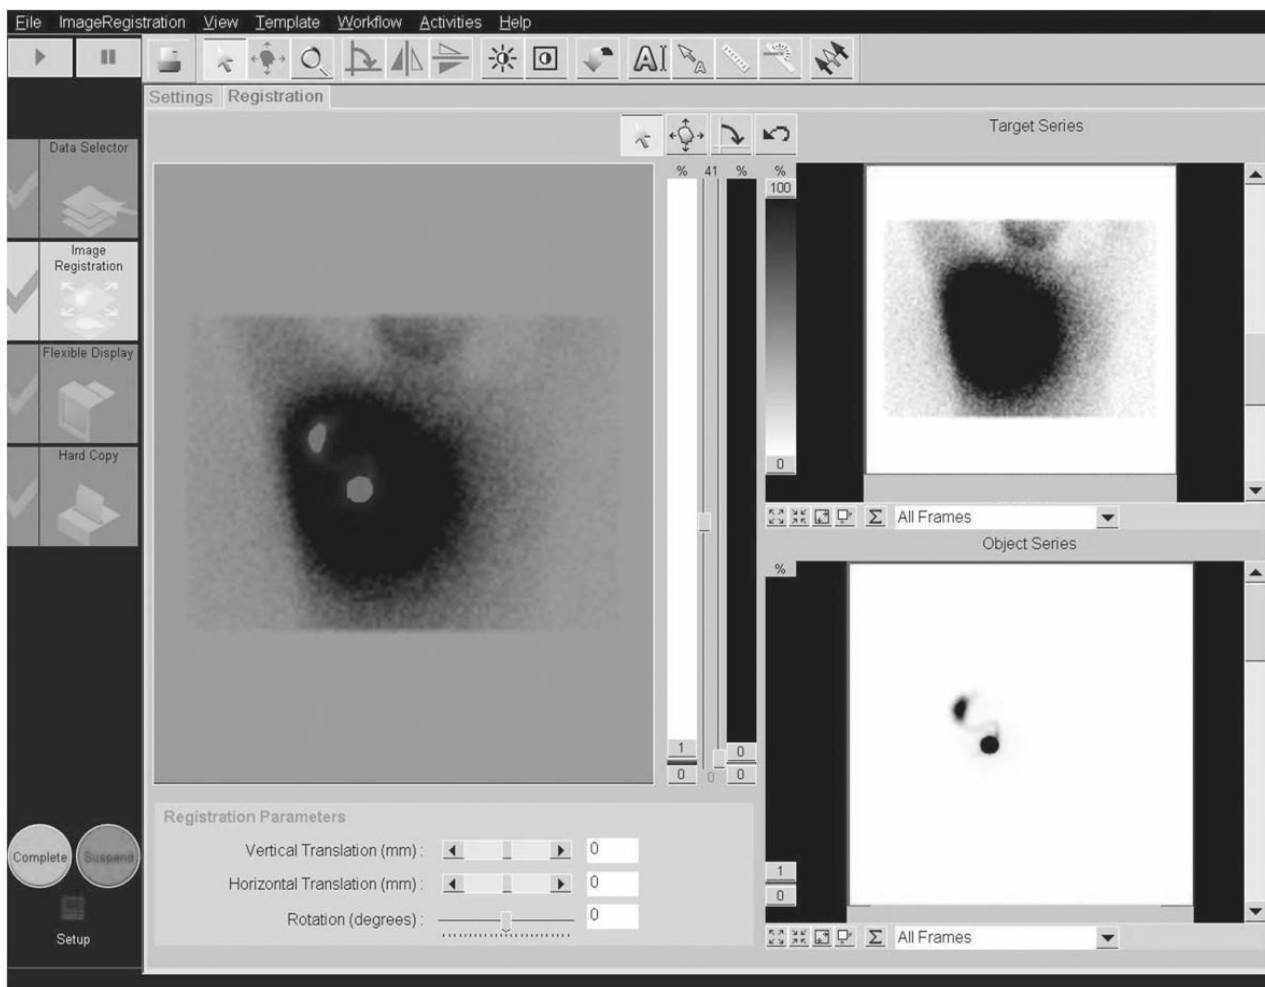 File ImageRegistration View Template Workflow Activities Help
Settings Registration
Data Selector
Image
Registration
Flexible Display
Hard Copy
Complete Suspend
Setup
% 41 % %
100
0
1 0
0 0 0
Target Series
Σ All Frames
Object Series
%
1
0
Σ All Frames
Registration Parameters
Vertical Translation (mm) : 0
Horizontal Translation (mm) : 0
Rotation (degrees) : 0